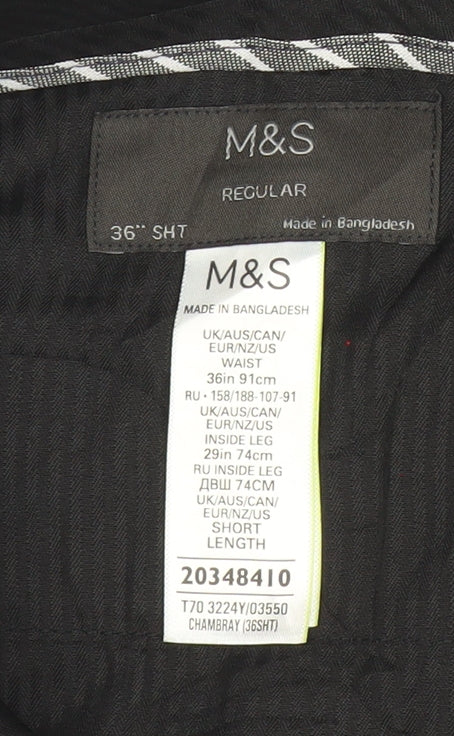 M&S
REGULAR
36" SHT Made in Bangladesh
M&S
MADE IN BANGLADESH
UK/AUS/CAN/
EUR/NZ/US
WAIST
36in 91cm
RU • 158/188-107-91
UK/AUS/CAN/
EUR/NZ/US
INSIDE LEG
29in 74cm
RU INSIDE LEG
ДВШ 74CM
UK/AUS/CAN/
EUR/NZ/US
SHORT
LENGTH
20348410
T70 3224Y/03550
CHAMBRAY (36SHT)